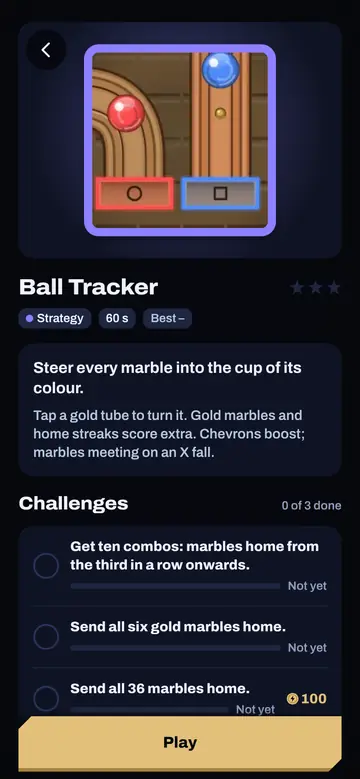 Ball Tracker
Strategy
60 s
Best –
Steer every marble into the cup of its
colour.
Tap a gold tube to turn it. Gold marbles and
home streaks score extra. Chevrons boost;
marbles meeting on an X fall.
Challenges
0 of 3 done
Get ten combos: marbles home from
the third in a row onwards.
Not yet
Send all six gold marbles home.
Not yet
Send all 36 marbles home.
Not yet
100
Play